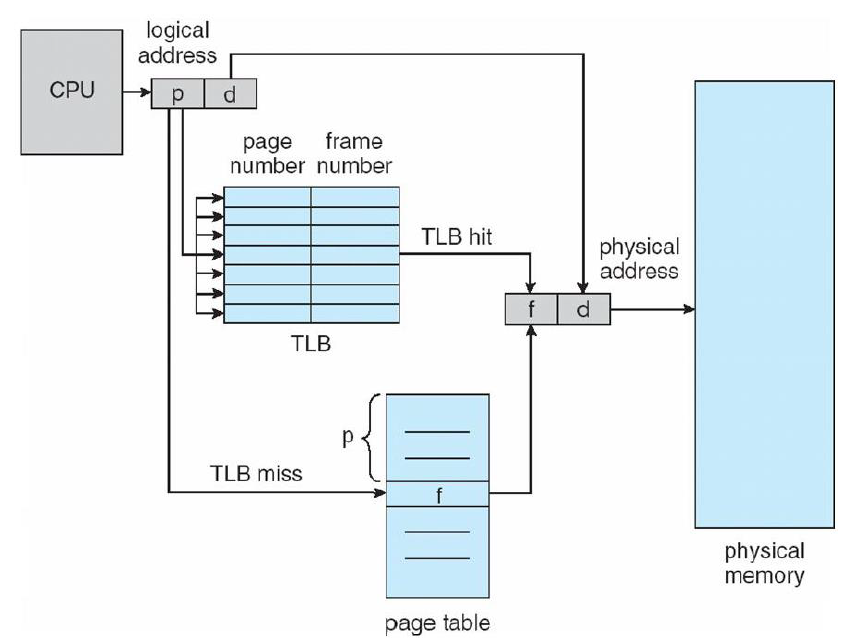 logical
address
CPU
p
d
page
number
frame
number
TLB hit
physical
address
f
d
TLB
p
TLB miss
f
page table
physical
memory